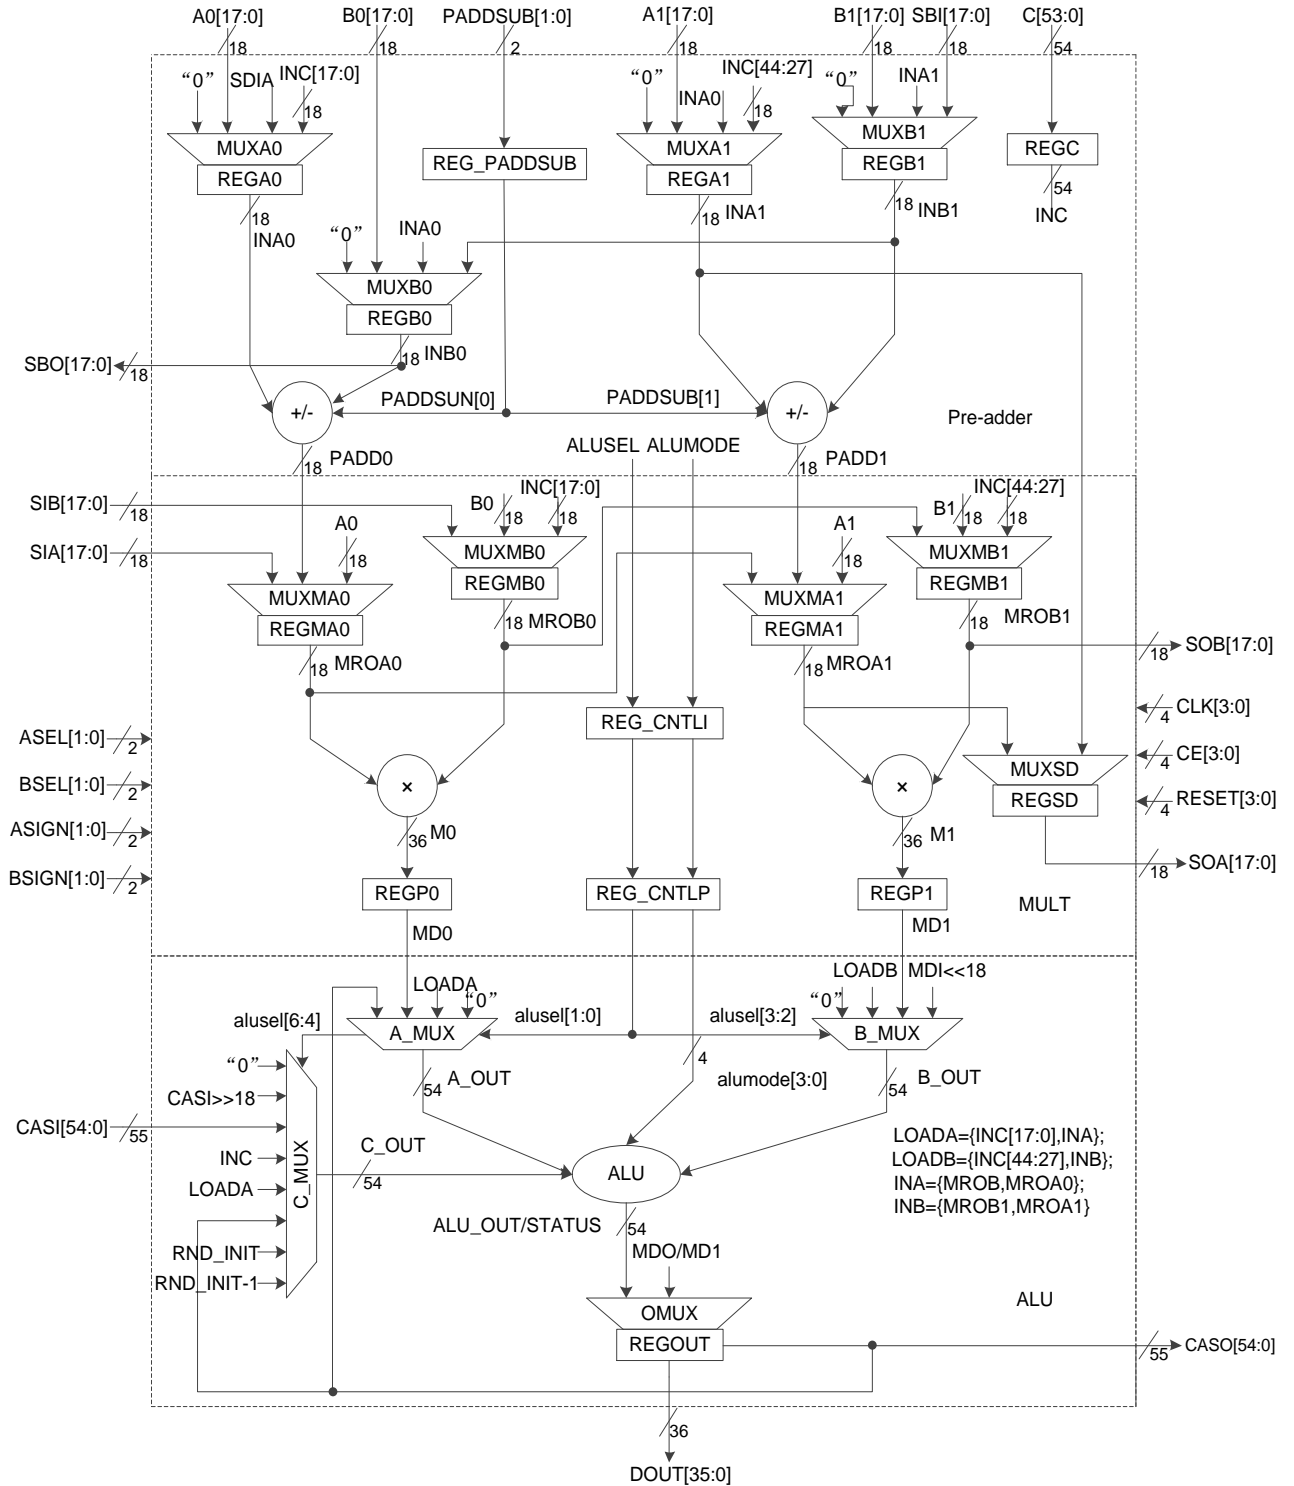 A0[17:0] B0[17:0] PADDSUB[1:0] A1[17:0] B1[17:0] SBI[17:0] C[53:0]
18 18 2 18 18 18 54
“0” SDIA INC[17:0] “0” INA0 INC[44:27] “0” INA1
18 18
MUXA0 MUXA1 MUXB1
REGA0 REG_PADDSUB REGA1 REGB1 REGC
18 18 INA1 18 INB1 54
INA0 INC
“0” INA0
MUXB0
REGB0
18 INB0
SBO[17:0] 18
PADDSUN[0] PADDSUB[1]
+/- +/-
Pre-adder
18 PADD0 ALUSEL ALUMODE 18 PADD1
SIB[17:0] 18 B0 18 INC[17:0] 18 B1 18 INC[44:27] 18
SIA[17:0] 18 A0 18 A1 18
MUXMB0 MUXMB1
REGMB0 REGMB1
MUXMA0 MUXMA1
REGMA0 REGMA1
18 MROB0 18 MROB1
18 MROA0 18 MROA1
18 SOB[17:0]
REG_CNTLI
4 CLK[3:0]
ASEL[1:0] 2
4 CE[3:0]
MUXSD
REGSD
BSEL[1:0] 2
× ×
4 RESET[3:0]
ASIGN[1:0] 2
36 M0 36 M1
18 SOA[17:0]
BSIGN[1:0] 2
REGP0 REG_CNTLP REGP1
MULT
MD0 MD1
LOADA “0” “0” LOADB MDI<<18
alusel[6:4] A_MUX alusel[1:0] alusel[3:2] B_MUX
“0”
54 A_OUT 4 alumode[3:0] 54 B_OUT
CASI>>18
CASI[54:0] 55
C_MUX
INC
54 C_OUT
ALU
LOADA
LOADA={INC[17:0],INA};
LOADB={INC[44:27],INB};
INA={MROB,MROA0};
INB={MROB1,MROA1}
ALU_OUT/STATUS 54
RND_INIT
MDO/MD1
RND_INIT-1
OMUX
REGOUT
ALU
55 CASO[54:0]
36
DOUT[35:0]